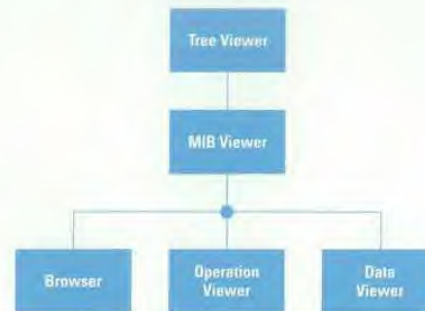 Tree Viewer
MIB Viewer
Browser
Operation
Viewer
Data
Viewer